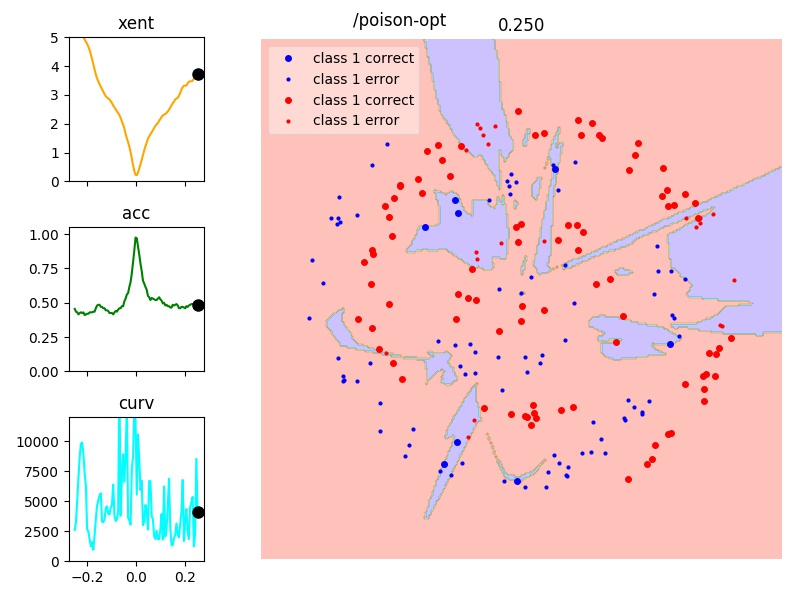 /poison-opt 0.250
class 1 correct
class 1 error
class 1 correct
class 1 error
xent
5
4
3
2
1
0
acc
1.00
0.75
0.50
0.25
0.00
curv
10000
7500
5000
2500
0
−0.2 0.0 0.2